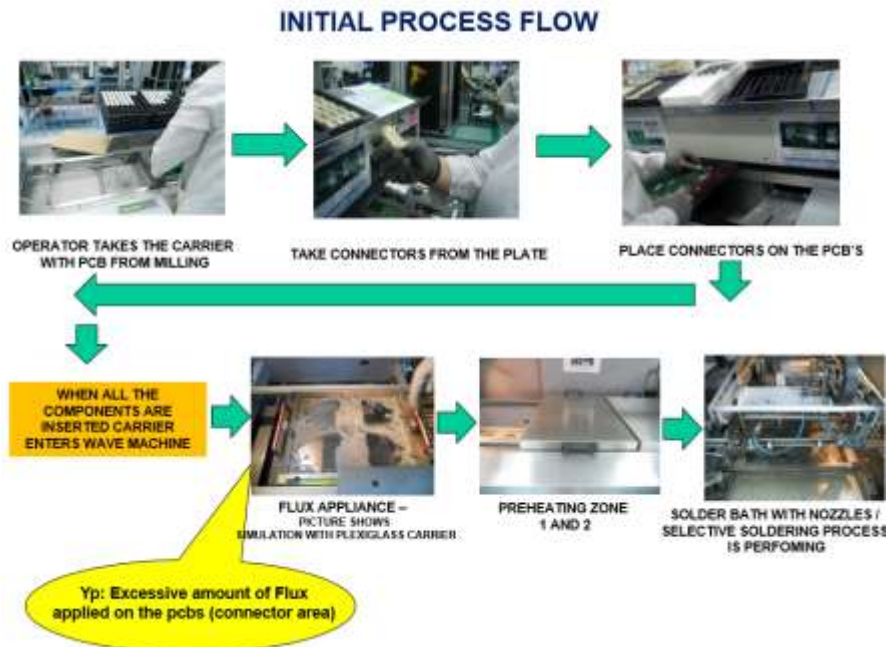 INITIAL PROCESS FLOW
OPERATOR TAKES THE CARRIER
WITH PCB FROM MILLING
TAKE CONNECTORS FROM THE PLATE
PLACE CONNECTORS ON THE PCB'S
WHEN ALL THE
COMPONENTS ARE
INSERTED CARRIER
ENTERS WAVE MACHINE
FLUX APPLIANCE –
PICTURE SHOWS
SIMULATION WITH PLEXIGLASS CARRIER
PREHEATING ZONE
1 AND 2
SOLDER BATH WITH NOZZLES /
SELECTIVE SOLDERING PROCESS
IS PERFOMING
Yp: Excessive amount of Flux
applied on the pcbs (connector area)